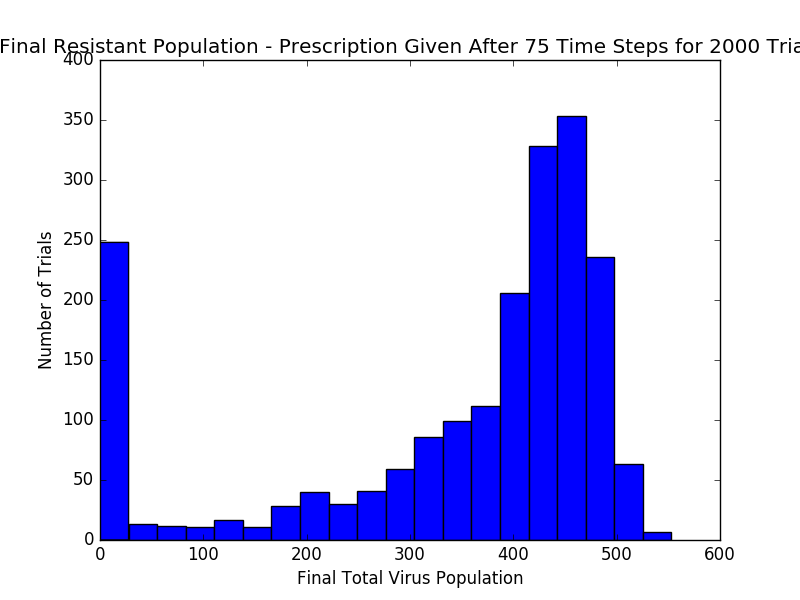 Final Resistant Population - Prescription Given After 75 Time Steps for 2000 Tria
400
350
300
250
200
150
100
50
0
Number of Trials
0 100 200 300 400 500 600
Final Total Virus Population